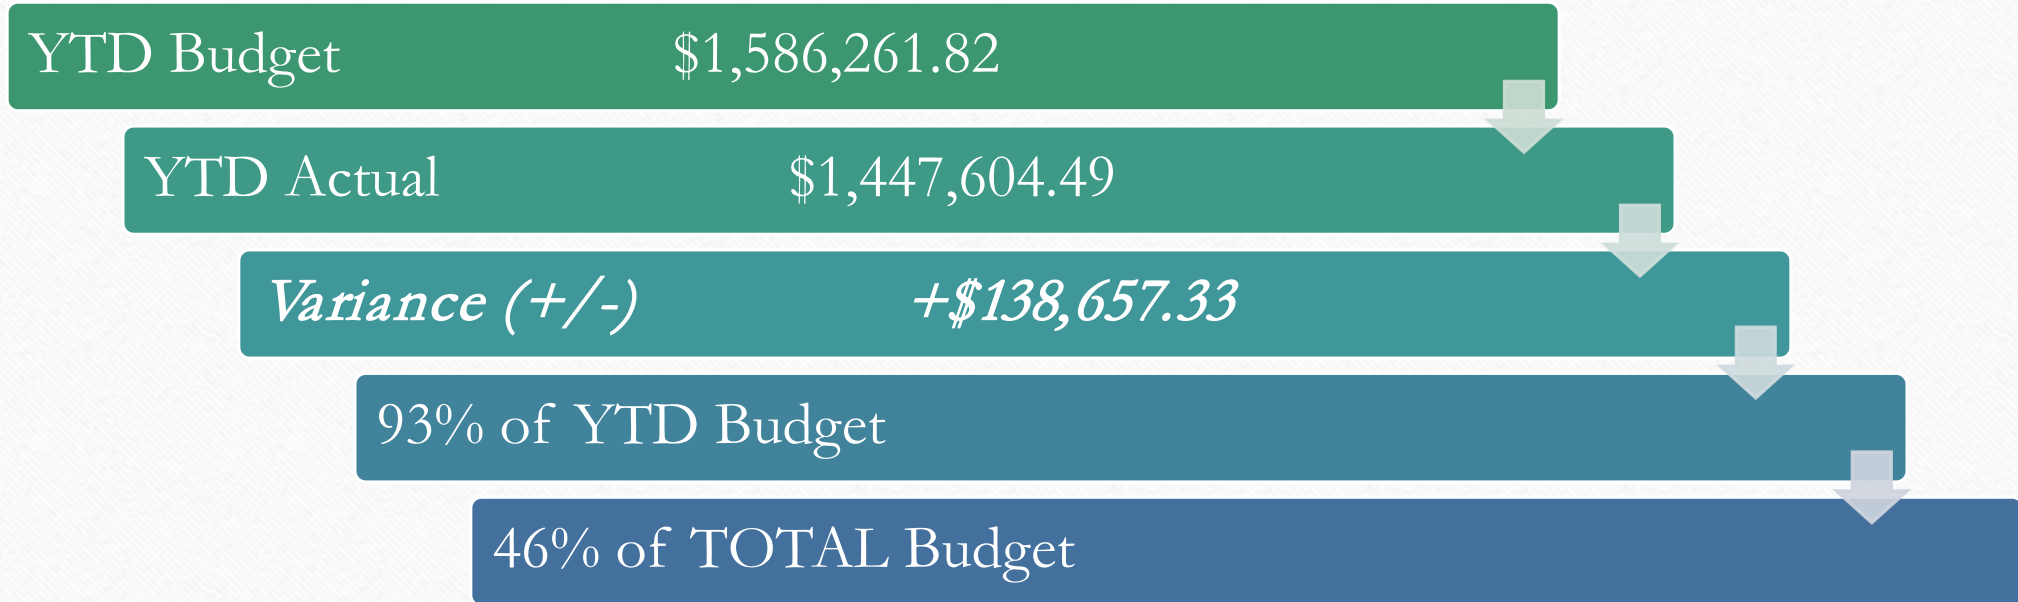 YTD Budget $1,586,261.82
YTD Actual $1,447,604.49
Variance (+/-) +$138,657.33
93% of YTD Budget
46% of TOTAL Budget